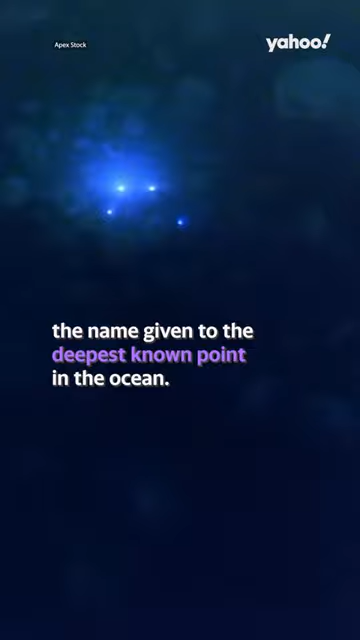 Apex Stock
yahoo!
the name given to the
deepest known point
in the ocean.